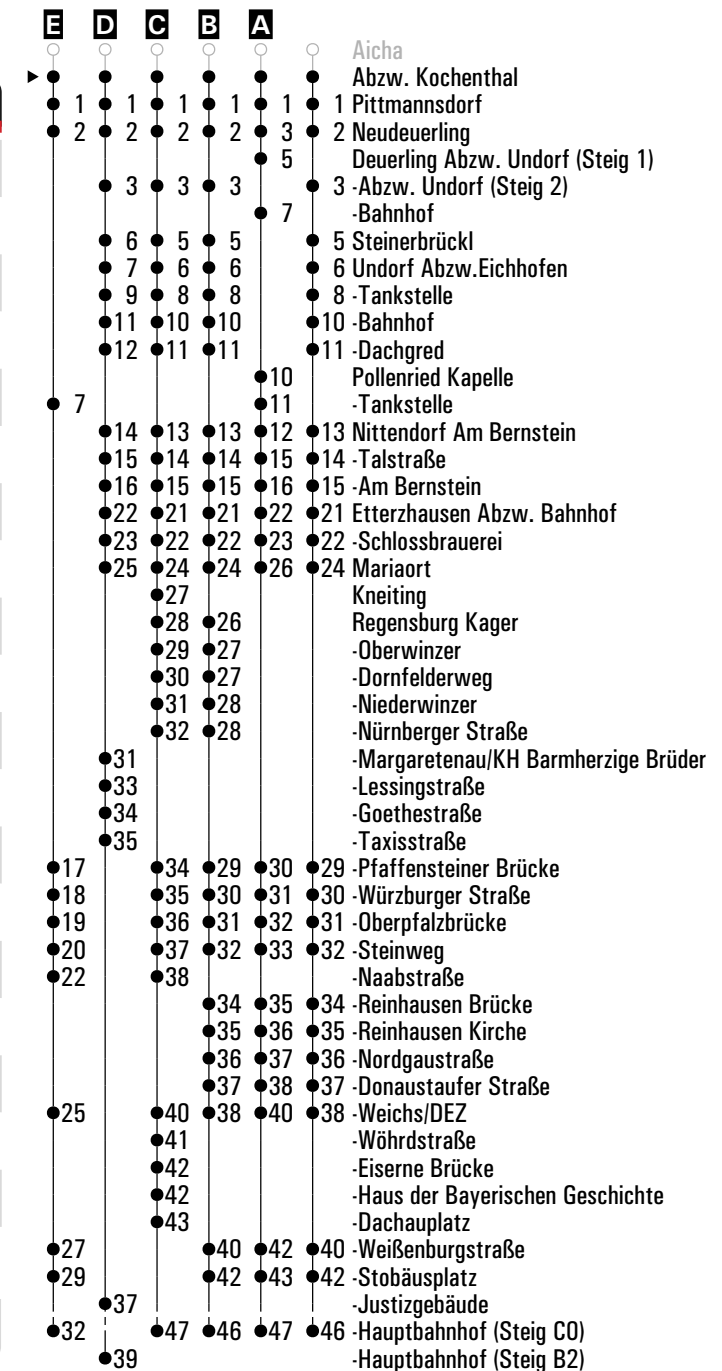 E D C B A
Aicha
Abzw. Kochenthal
1 1 1 1 1 1 Pittmannsdorf
2 2 2 2 3 2 Neudeuerling
5 Deuerling Abzw. Undorf (Steig 1)
3 3 3 3 -Abzw. Undorf (Steig 2)
7 -Bahnhof
6 5 5 5 Steinerbrückl
7 6 6 6 Undorf Abzw.Eichhofen
9 8 8 8 -Tankstelle
11 10 10 10 -Bahnhof
12 11 11 11 -Dachgred
10 Pollenried Kapelle
7 11 -Tankstelle
14 13 13 12 13 Nittendorf Am Bernstein
15 14 14 15 14 -Talstraße
16 15 15 16 15 -Am Bernstein
22 21 21 22 21 Etterzhausen Abzw. Bahnhof
23 22 22 23 22 -Schlossbrauerei
25 24 24 26 24 Mariaort
27 Kneiting
28 26 Regensburg Kager
29 27 -Oberwinzer
30 27 -Dornfelderweg
31 28 -Niederwinzer
32 28 -Nürnberger Straße
31 -Margaretenau/KH Barmherzige Brüder
33 -Lessingstraße
34 -Goethestraße
35 -Taxisstraße
17 34 29 30 29 -Pfaffensteiner Brücke
18 35 30 31 30 -Würzburger Straße
19 36 31 32 31 -Oberpfalzbrücke
20 37 32 33 32 -Steinweg
22 38 -Naabstraße
34 35 34 -Reinhausen Brücke
35 36 35 -Reinhausen Kirche
36 37 36 -Nordgaustraße
37 38 37 -Donaustaufer Straße
25 40 38 40 38 -Weichs/DEZ
41 -Wöhrdstraße
42 -Eiserne Brücke
42 -Haus der Bayerischen Geschichte
43 -Dachauplatz
27 40 42 40 -Weißenburgstraße
29 42 43 42 -Stobäusplatz
37 -Justizgebäude
32 47 46 47 46 -Hauptbahnhof (Steig C0)
39 -Hauptbahnhof (Steig B2)